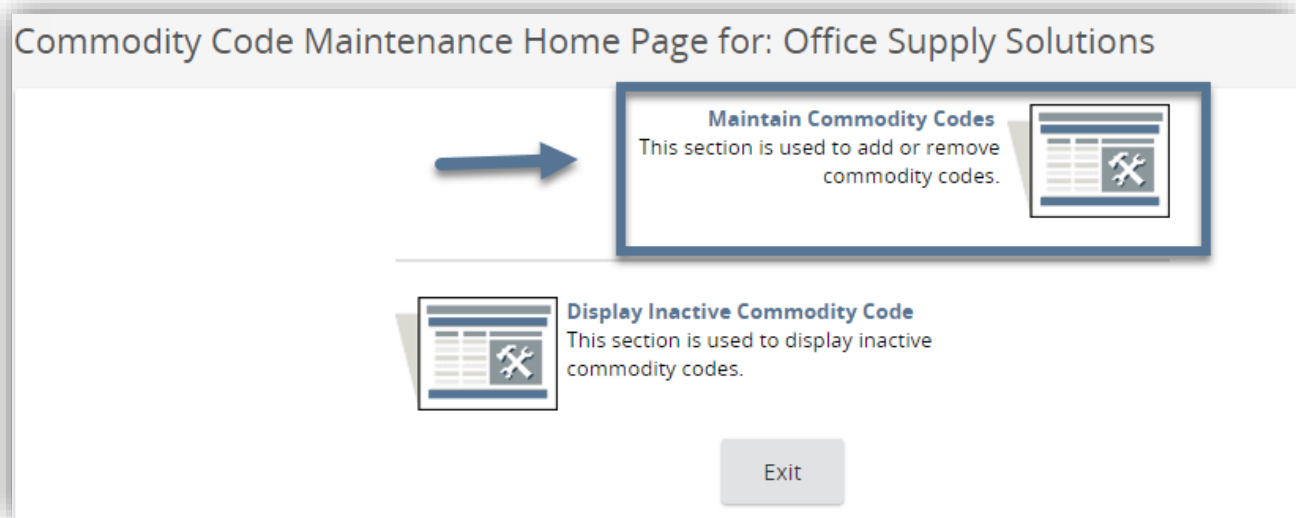 Commodity Code Maintenance Home Page for: Office Supply Solutions
Maintain Commodity Codes
This section is used to add or remove
commodity codes.
Display Inactive Commodity Code
This section is used to display inactive
commodity codes.
Exit